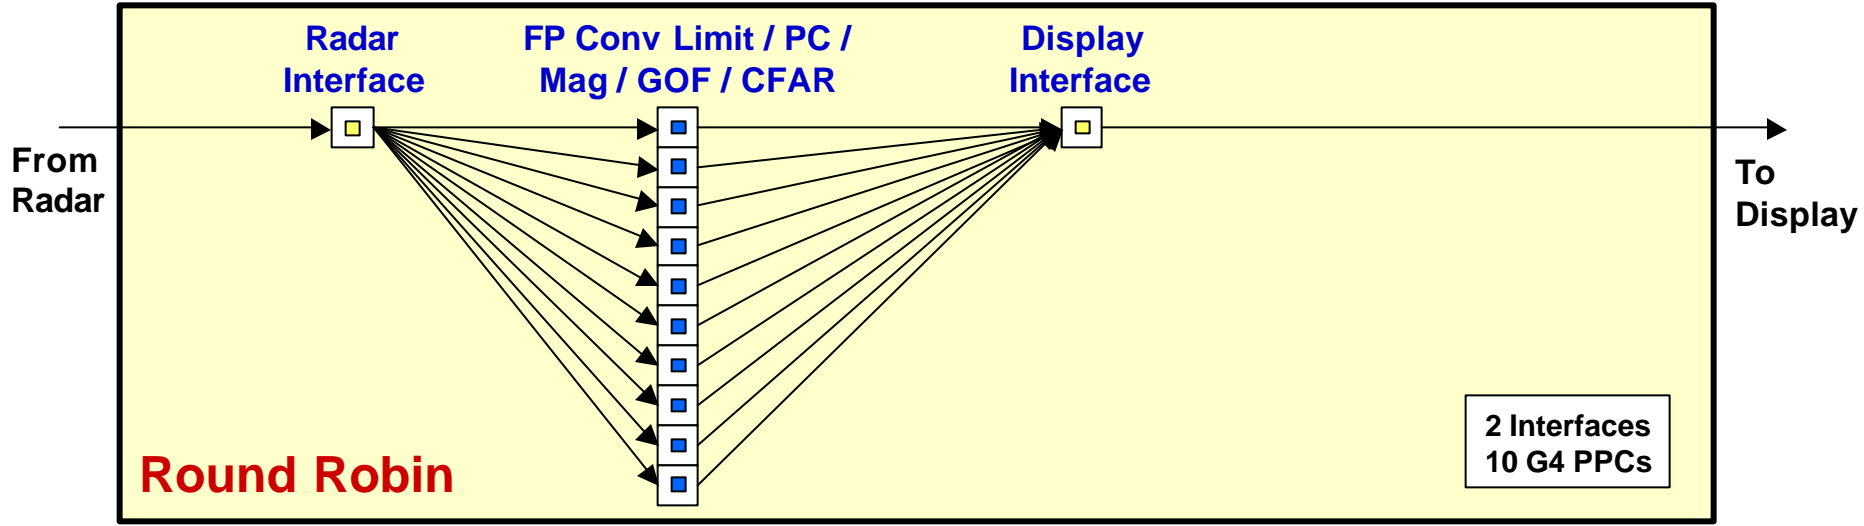 Radar
Interface
FP Conv Limit / PC /
Mag / GOF / CFAR
Display
Interface
From
Radar
To
Display
Round Robin
2 Interfaces
10 G4 PPCs